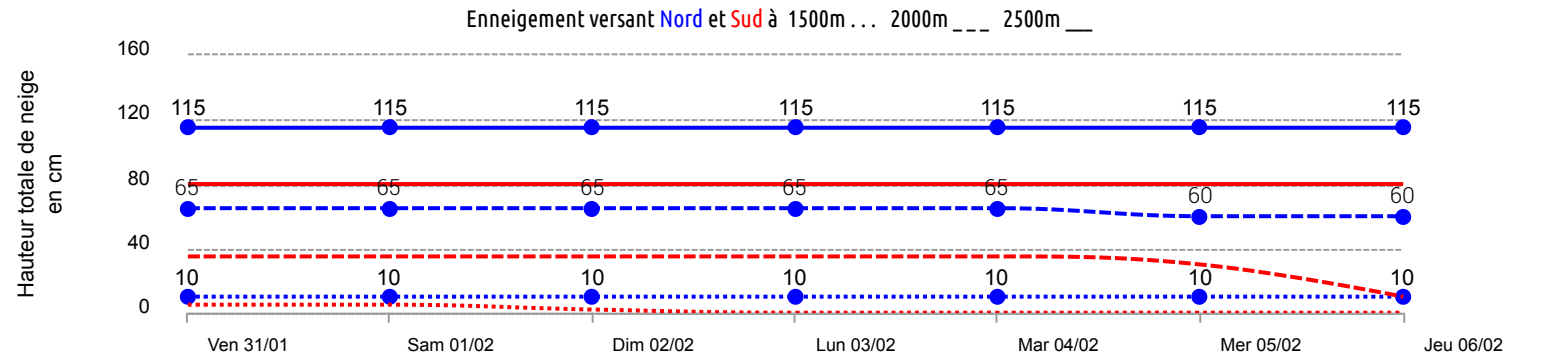 Enneigement versant Nord et Sud à 1500m . . . 2000m _ _ _ 2500m ___
Hauteur totale de neige
en cm
160
120
80
40
0
115 115 115 115 115 115 115
65 65 65 65 65 60 60
10 10 10 10 10 10 10
Ven 31/01 Sam 01/02 Dim 02/02 Lun 03/02 Mar 04/02 Mer 05/02 Jeu 06/02